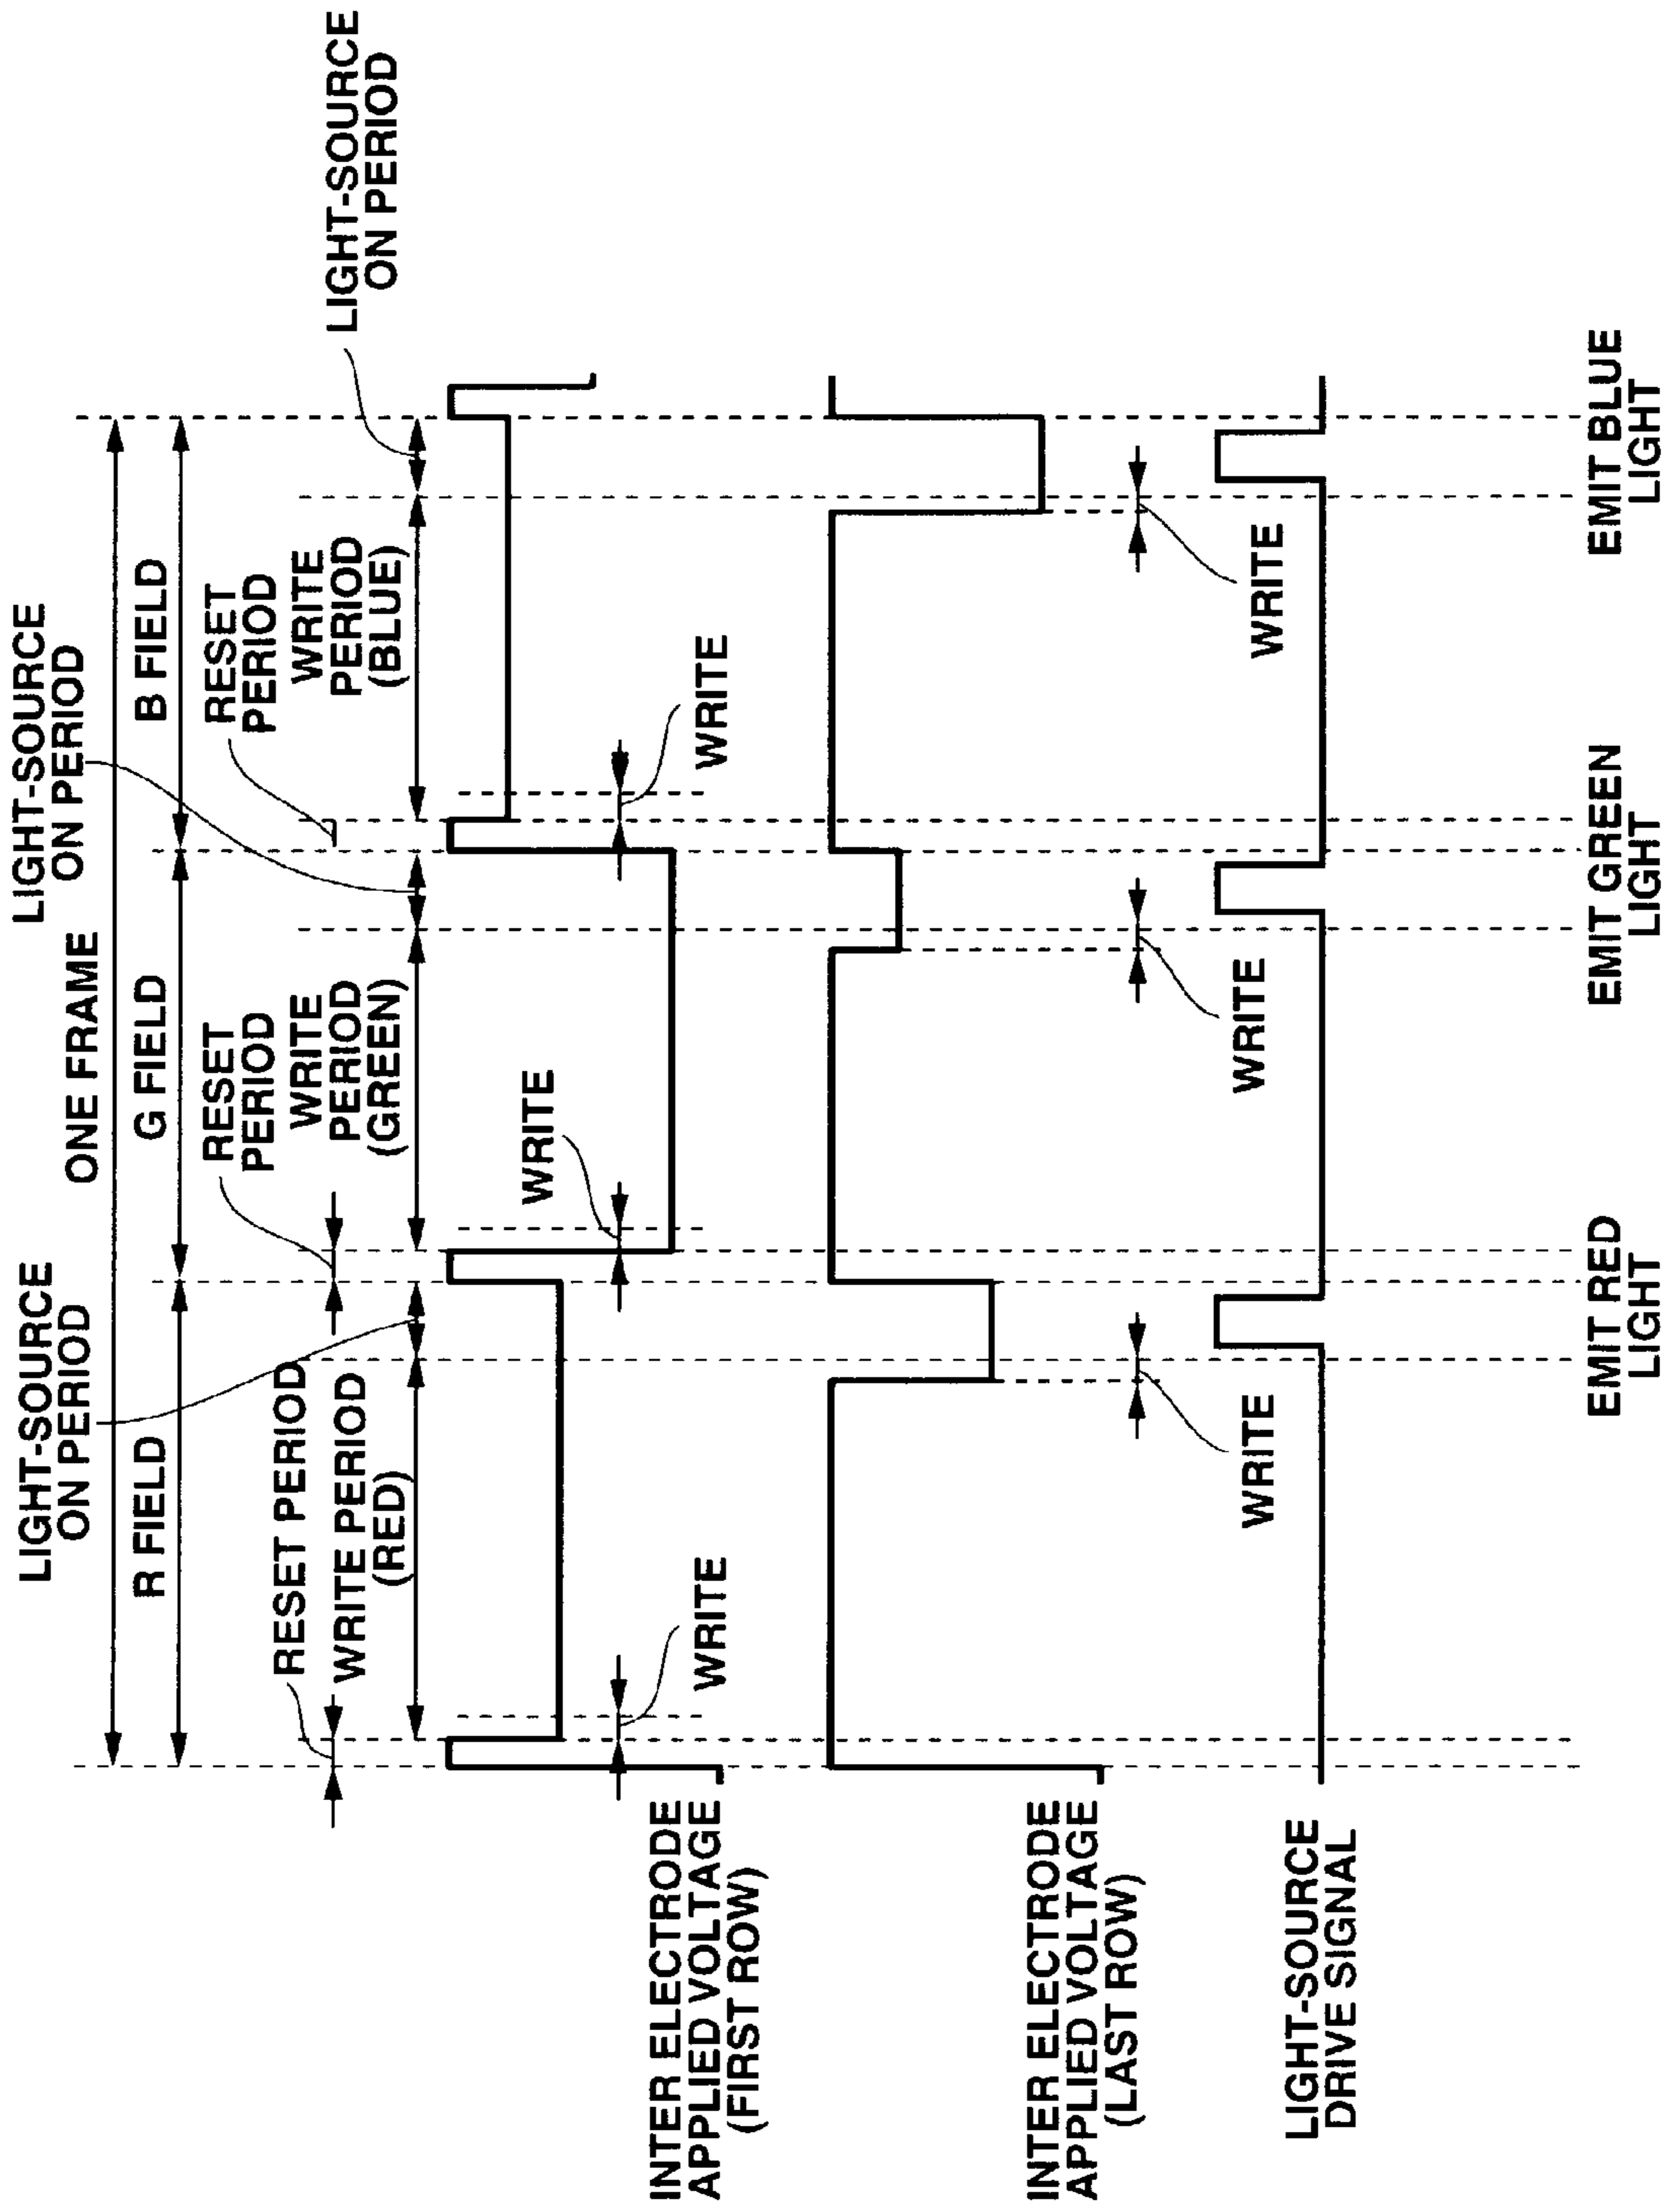 LIGHT-SOURCE
ON PERIOD
LIGHT-SOURCE
ON PERIOD
ONE FRAME
R FIELD
G FIELD
B FIELD
RESET PERIOD
RESET
PERIOD
RESET
PERIOD
LIGHT-SOURCE
ON PERIOD
WRITE PERIOD
(RED)
WRITE
PERIOD
(GREEN)
WRITE
PERIOD
(BLUE)
WRITE
WRITE
WRITE
INTER ELECTRODE
APPLIED VOLTAGE
(FIRST ROW)
INTER ELECTRODE
APPLIED VOLTAGE
(LAST ROW)
WRITE
WRITE
WRITE
LIGHT-SOURCE
DRIVE SIGNAL
EMIT RED
LIGHT
EMIT GREEN
LIGHT
EMIT BLUE
LIGHT